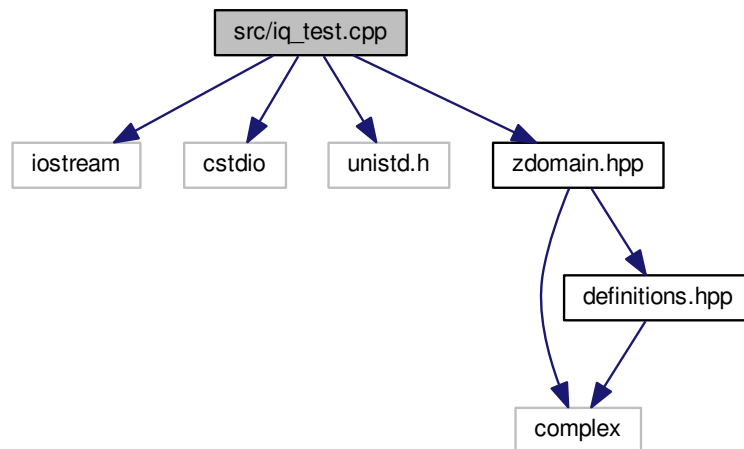 src/iq_test.cpp
iostream
cstdio
unistd.h
zdomain.hpp
definitions.hpp
complex